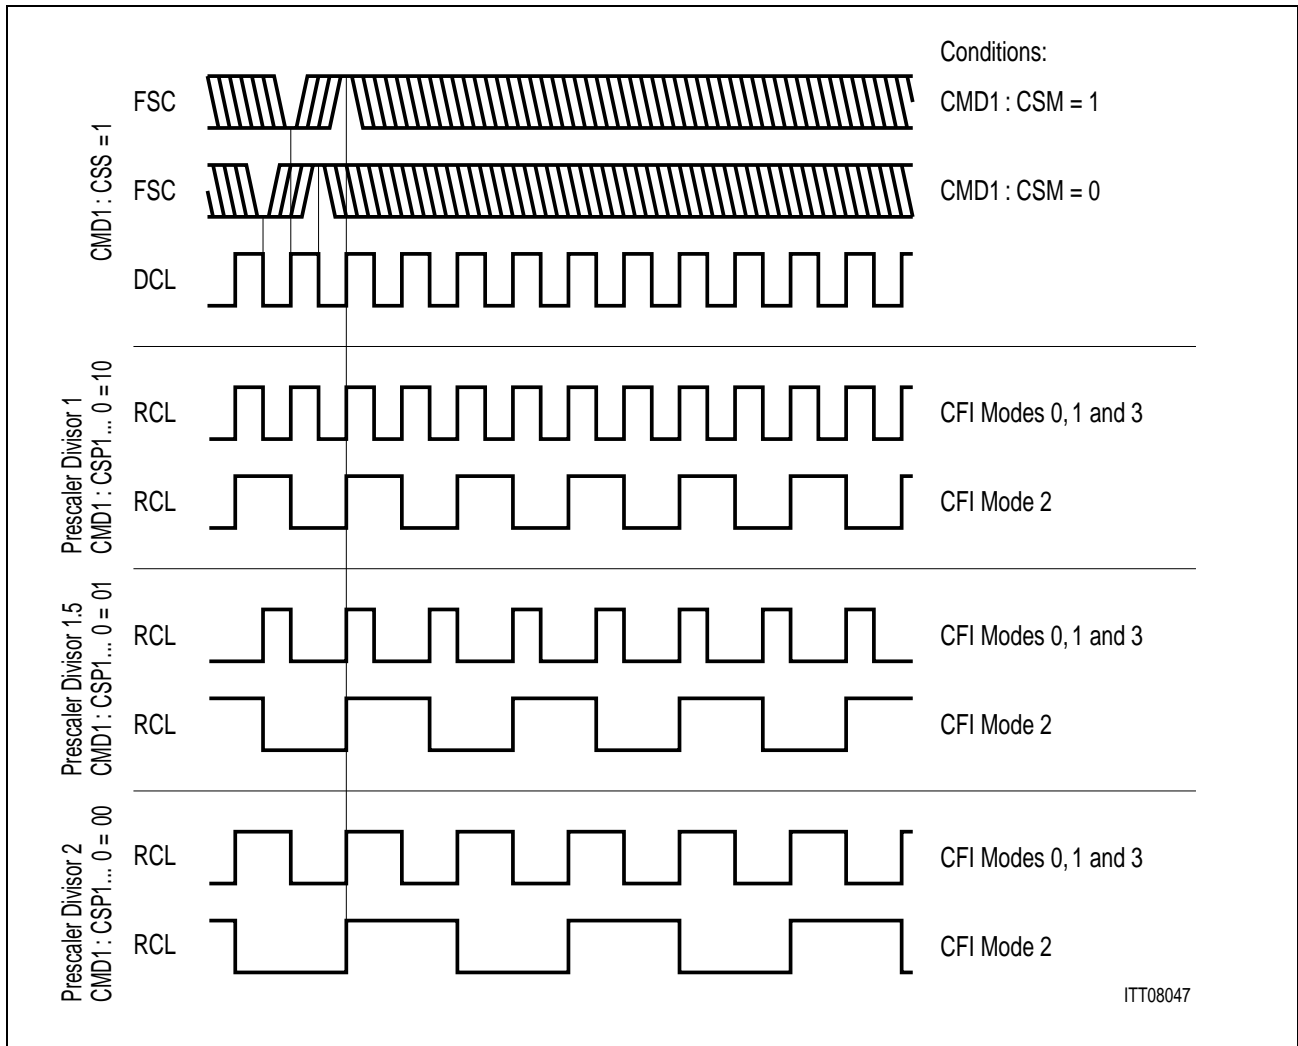 Conditions:
FSC
CMD1 : CSM = 1
CMD1 : CSS = 1
FSC
CMD1 : CSM = 0
DCL
Prescaler Divisor 1
CMD1 : CSP1... 0 = 10
RCL
CFI Modes 0, 1 and 3
RCL
CFI Mode 2
Prescaler Divisor 1.5
CMD1 : CSP1... 0 = 01
RCL
CFI Modes 0, 1 and 3
RCL
CFI Mode 2
Prescaler Divisor 2
CMD1 : CSP1... 0 = 00
RCL
CFI Modes 0, 1 and 3
RCL
CFI Mode 2
ITT08047